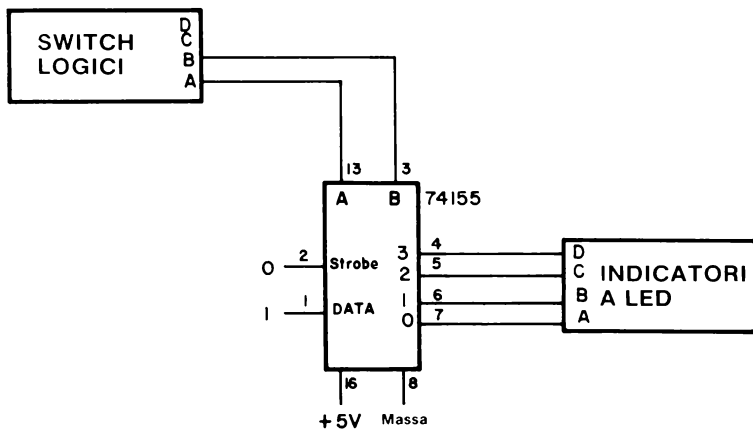 SWITCH
LOGICI
D
C
B
A
13
3
A
B
74155
0
2
Strobe
1
1
DATA
3
4
2
5
1
6
0
7
D
C
B
A
INDICATORI
A LED
16
8
+5V
Massa